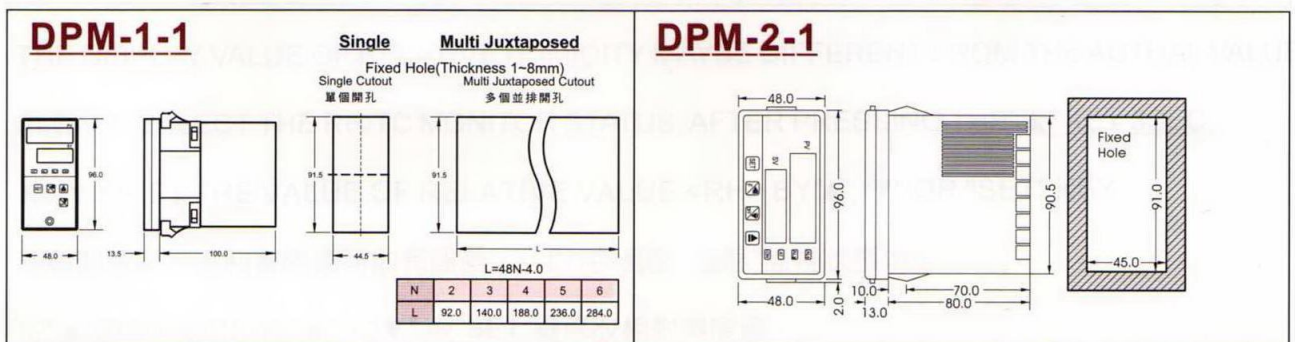 DPM-1-1
Single Multi Juxtaposed
Fixed Hole(Thickness 1~8mm)
Single Cutout Multi Juxtaposed Cutout
單個開孔 多個並排開孔
96.0
91.5
91.5
48.0
13.5
100.0
44.5
L
L=48N-4.0
N 2 3 4 5 6
L 92.0 140.0 188.0 236.0 284.0
DPM-2-1
48.0
SET
SV
PV
96.0
48.0
2.0
10.0
13.0
70.0
80.0
90.5
Fixed
Hole
91.0
45.0